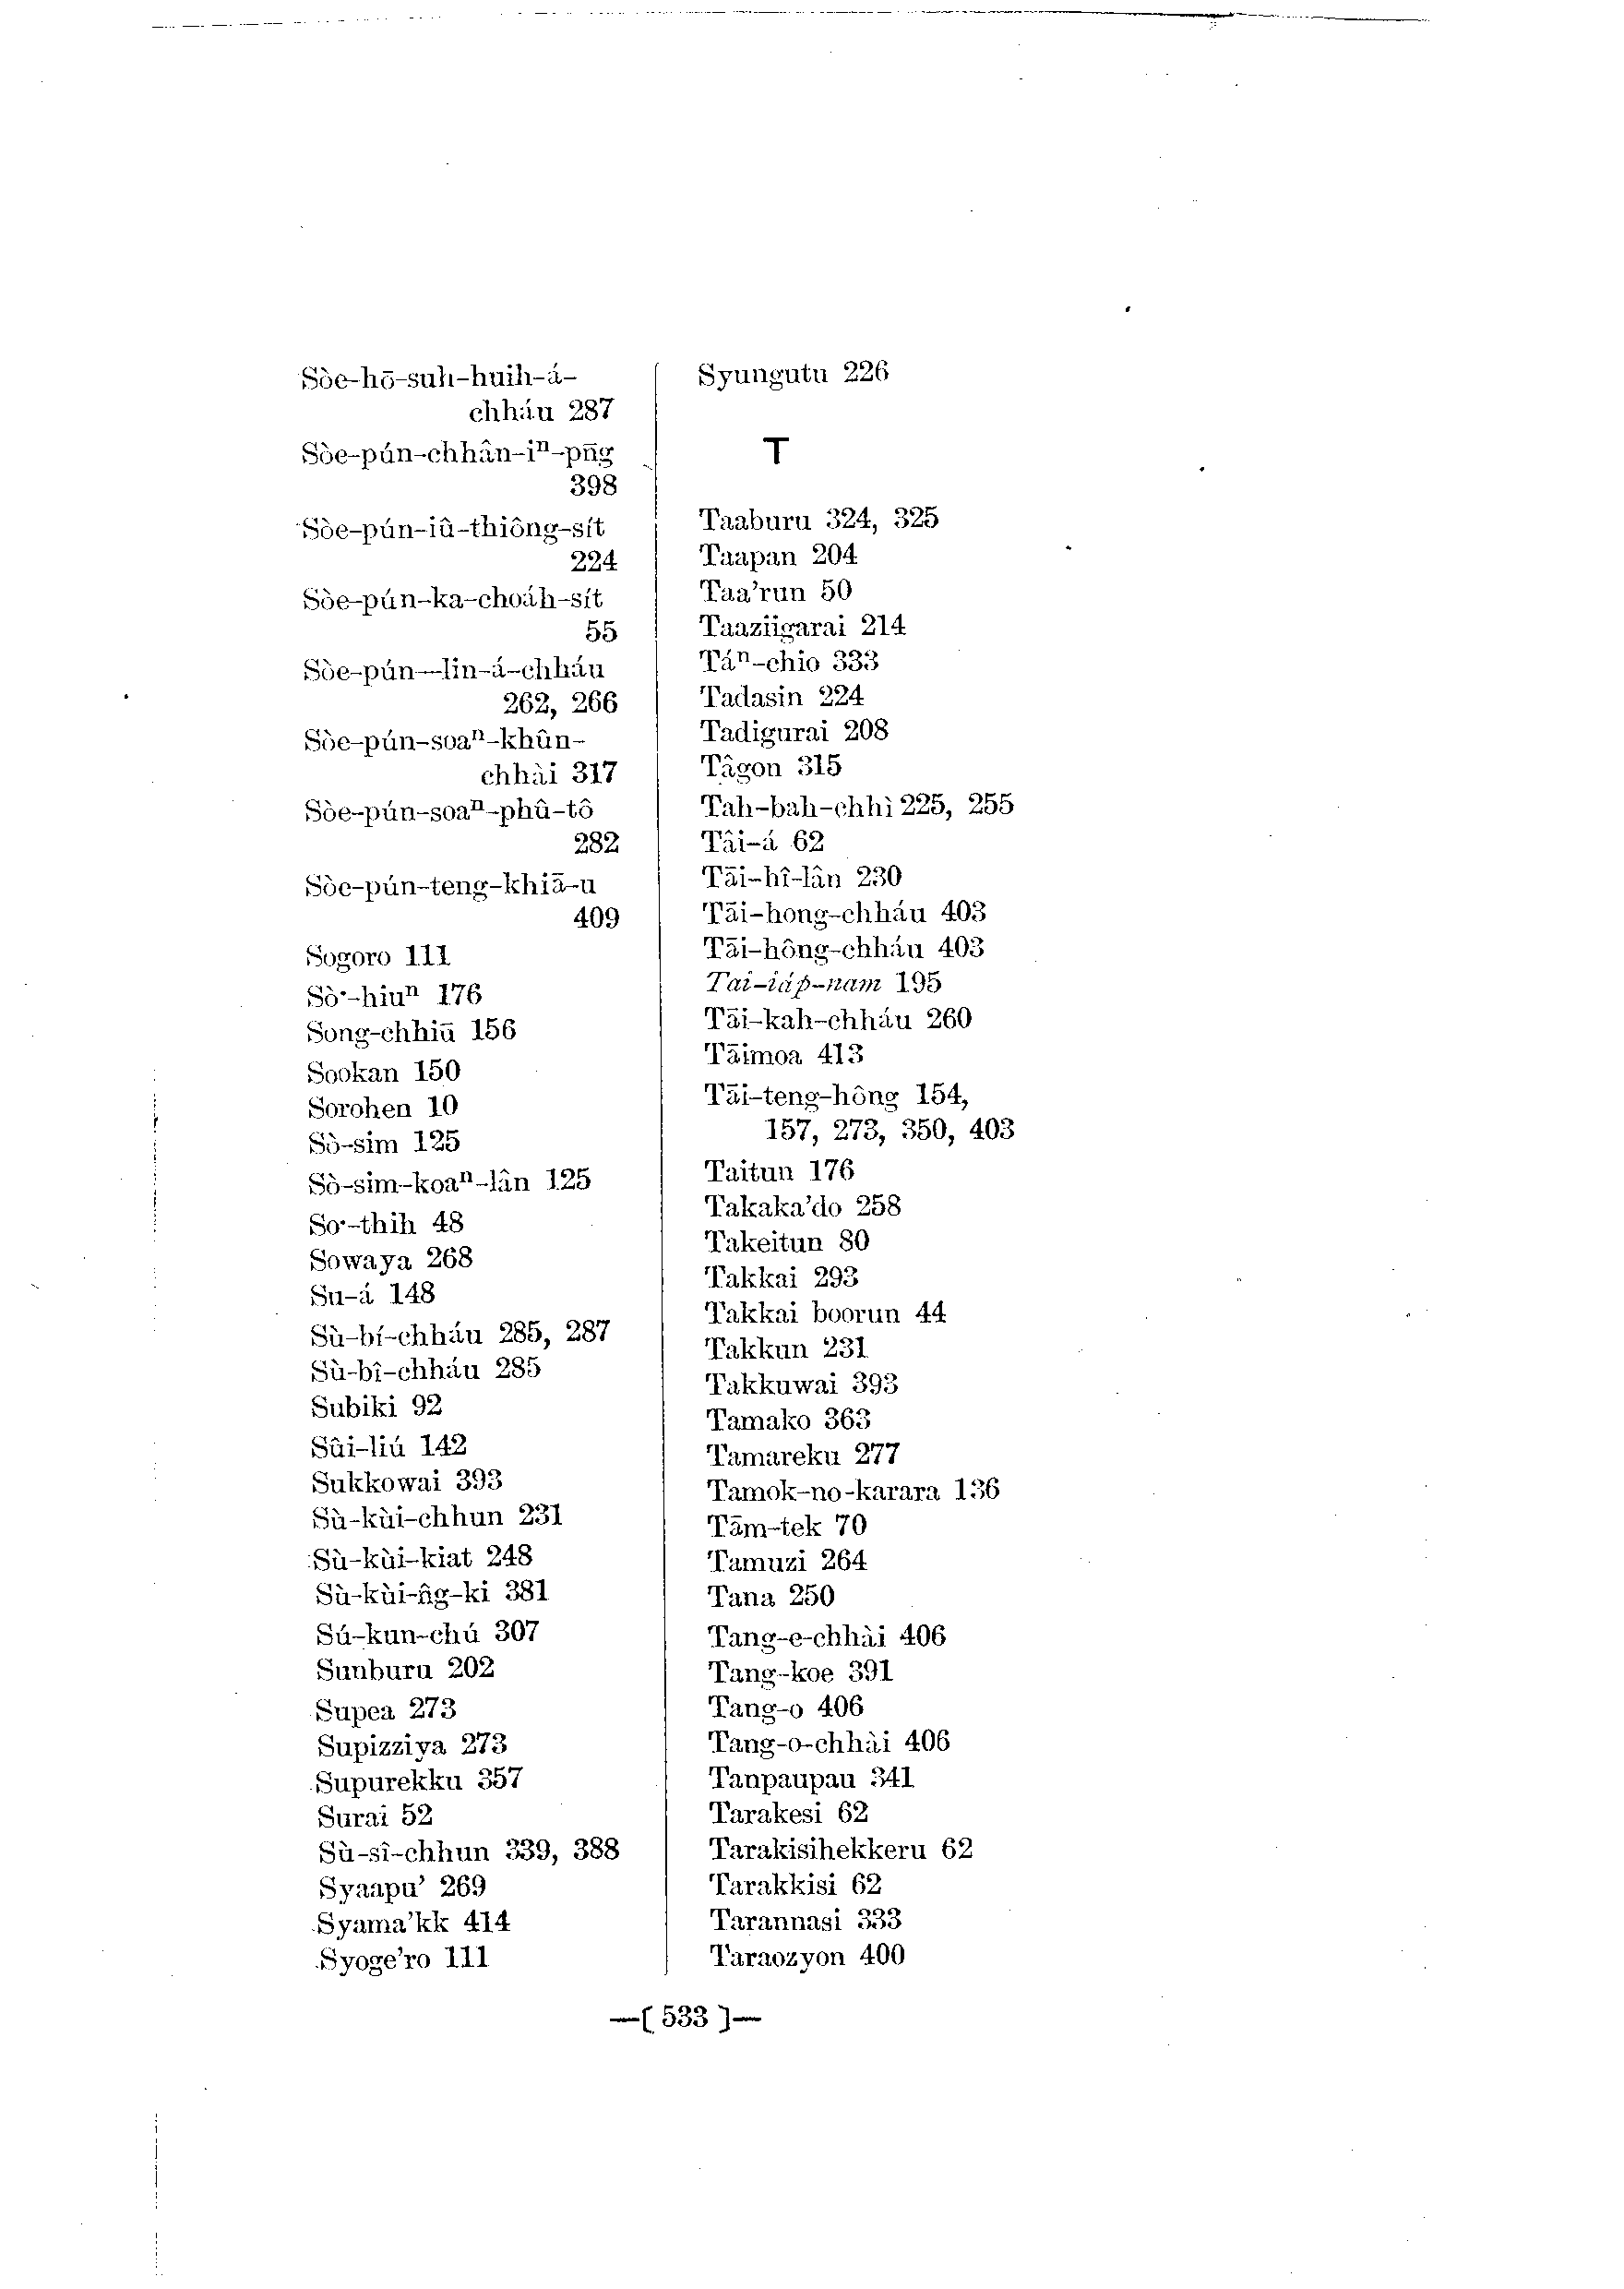 Sòe-hō-suh-huih-á-
chháu 287
Sòe-pún-chhân-iⁿ-pn̄g
398
Sòe-pún-iû-thiông-sít
224
Sòe-pún-ka-choáh-sít
55
Sòe-pún-lin-á-chháu
262, 266
Sòe-pún-soaⁿ-khûn-
chhài 317
Sòe-pún-soaⁿ-phû-tô
282
Sòe-pún-teng-khiā-u
409
Sogoro 111
Sò·-hiuⁿ 176
Song-chhiū 156
Sookan 150
Sorohen 10
Sò-sim 125
Sò-sim-koaⁿ-lân 125
So·-thih 48
Sowaya 268
Su-á 148
Sù-bí-chháu 285, 287
Sù-bî-chháu 285
Subiki 92
Sûi-liú 142
Sukkowai 393
Sù-kùi-chhun 231
Sù-kùi-kiat 248
Sù-kùi-n̂g-ki 381
Sú-kun-chú 307
Sunburu 202
Supea 273
Supizziya 273
Supurekku 357
Surai 52
Sù-sî-chhun 339, 388
Syaapu' 269
Syama'kk 414
Syoge'ro 111
Syungutu 226
T
Taaburu 324, 325
Taapan 204
Taa'run 50
Taaziigarai 214
Táⁿ-chio 333
Tadasin 224
Tadigurai 208
Tâgon 315
Tah-bah-chhì 225, 255
Tâi-á 62
Tāi-hî-lân 230
Tāi-hong-chháu 403
Tāi-hông-chháu 403
Tai-iáp-nam 195
Tāi-kah-chháu 260
Tāimoa 413
Tāi-teng-hông 154,
157, 273, 350, 403
Taitun 176
Takaka'do 258
Takeitun 80
Takkai 293
Takkai boorun 44
Takkun 231
Takkuwai 393
Tamako 363
Tamareku 277
Tamok-no-karara 136
Tām-tek 70
Tamuzi 264
Tana 250
Tang-e-chhài 406
Tang-koe 391
Tang-o 406
Tang-o-chhài 406
Tanpaupau 341
Tarakesi 62
Tarakisihekkeru 62
Tarakkisi 62
Tarannasi 333
Taraozyon 400
—[ 533 ]—